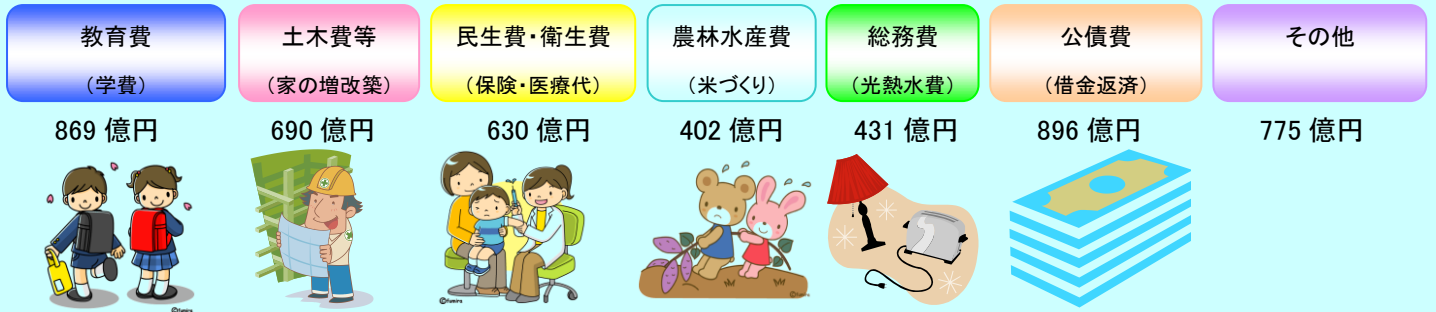 教育費
（学費）
土木費等
（家の増改築）
民生費・衛生費
（保険・医療代）
農林水産費
（米づくり）
総務費
（光熱水費）
公債費
（借金返済）
その他
869 億円
690 億円
630 億円
402 億円
431 億円
896 億円
775 億円
©fumira
©fumira
©fumira